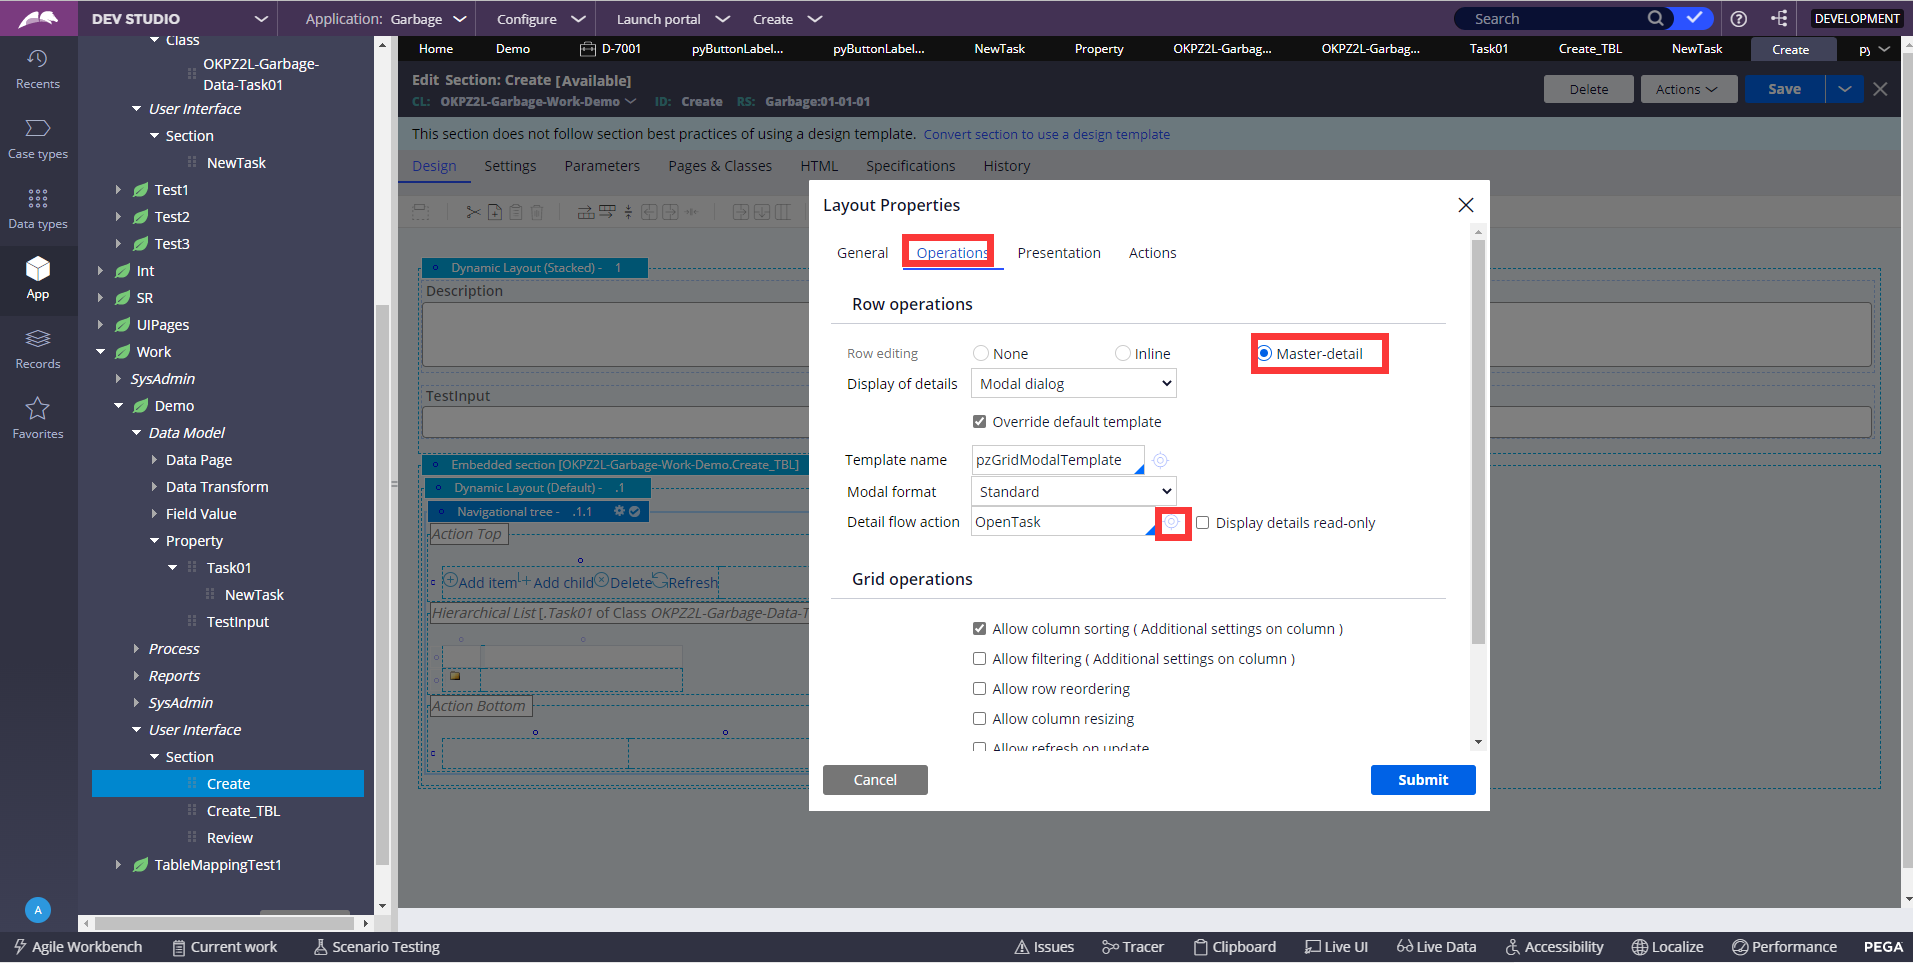 DEV STUDIO
Application: Garbage
Configure
Launch portal
Create
Search
DEVELOPMENT
Home
Demo
D-7001
pyButtonLabel...
pyButtonLabel...
NewTask
Property
OKPZ2L-Garbag...
OKPZ2L-Garbag...
Task01
Create_TBL
NewTask
Create
Recents
Case types
Data types
App
Records
Favorites
A
Class
OKPZ2L-Garbage-
Data-Task01
User Interface
Section
NewTask
Test1
Test2
Test3
Int
SR
UIPages
Work
SysAdmin
Demo
Data Model
Data Page
Data Transform
Field Value
Property
Task01
NewTask
TestInput
Process
Reports
SysAdmin
User Interface
Section
Create
Create_TBL
Review
TableMappingTest1
Edit Section: Create [Available]
CL: OKPZ2L-Garbage-Work-Demo ID: Create RS: Garbage:01-01-01
Delete
Actions
Save
This section does not follow section best practices of using a design template. Convert section to use a design template
Design
Settings
Parameters
Pages & Classes
HTML
Specifications
History
Dynamic Layout (Stacked) - 1
Description
TestInput
Embedded section [OKPZ2L-Garbage-Work-Demo.Create_TBL]
Dynamic Layout (Default) - .1
Navigational tree - .1.1
Action Top
Add item
Add child
Delete
Refresh
Hierarchical List [.Task01 of Class OKPZ2L-Garbage-Data-T
Action Bottom
Layout Properties
General
Operations
Presentation
Actions
Row operations
Row editing
None
Inline
Master-detail
Display of details
Modal dialog
Override default template
Template name
pzGridModalTemplate
Modal format
Standard
Detail flow action
OpenTask
Display details read-only
Grid operations
Allow column sorting ( Additional settings on column )
Allow filtering ( Additional settings on column )
Allow row reordering
Allow column resizing
Allow refresh on update
Cancel
Submit
Agile Workbench
Current work
Scenario Testing
Issues
Tracer
Clipboard
Live UI
Live Data
Accessibility
Localize
Performance
PEGA